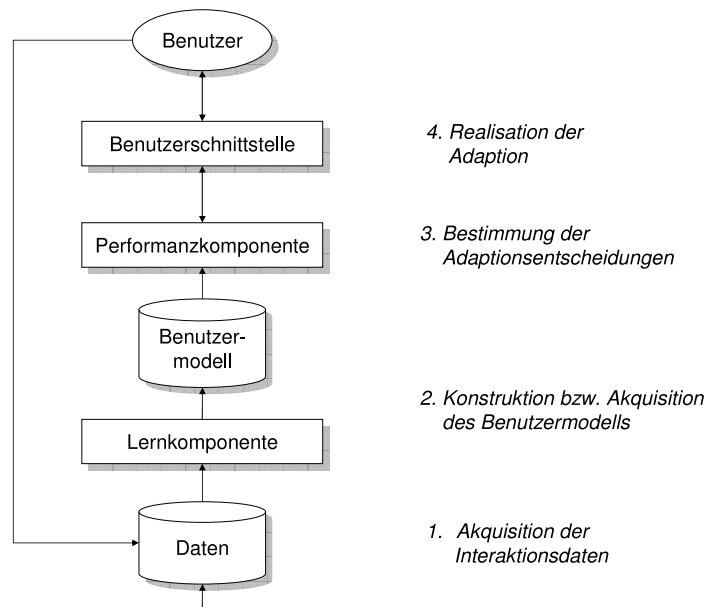 Benutzer
Benutzerschnittstelle
4. Realisation der
Adaption
Performanzkomponente
3. Bestimmung der
Adaptionsentscheidungen
Benutzer-
modell
2. Konstruktion bzw. Akquisition
des Benutzermodells
Lernkomponente
Daten
1. Akquisition der
Interaktionsdaten